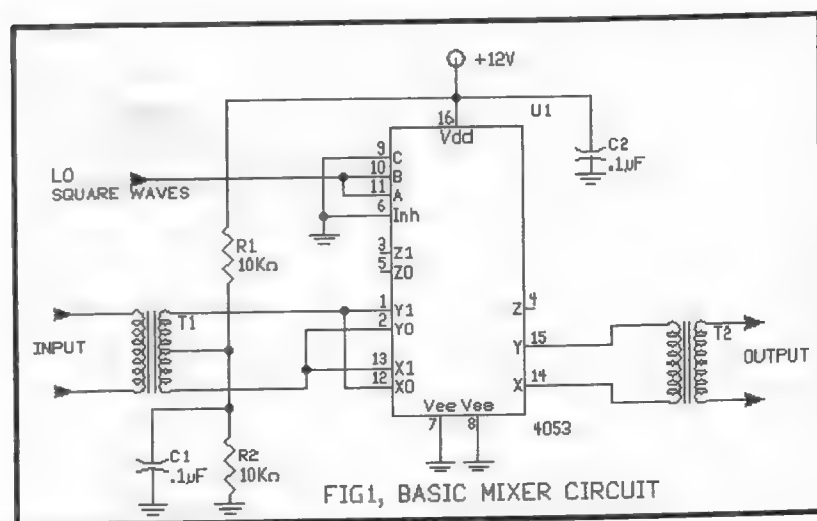 +12V
U1
16
Vdd
C2
.1µF
9 C
10 B
11 A
6 Inh
LO
SQUARE WAVES
R1
10KΩ
3 Z1
5 Z0
1 Y1
2 Y0
13 X1
12 X0
Z 4
Y 15
X 14
T1
INPUT
T2
OUTPUT
Vee Vss
7 8
4053
C1
.1µF
R2
10KΩ
FIG1, BASIC MIXER CIRCUIT